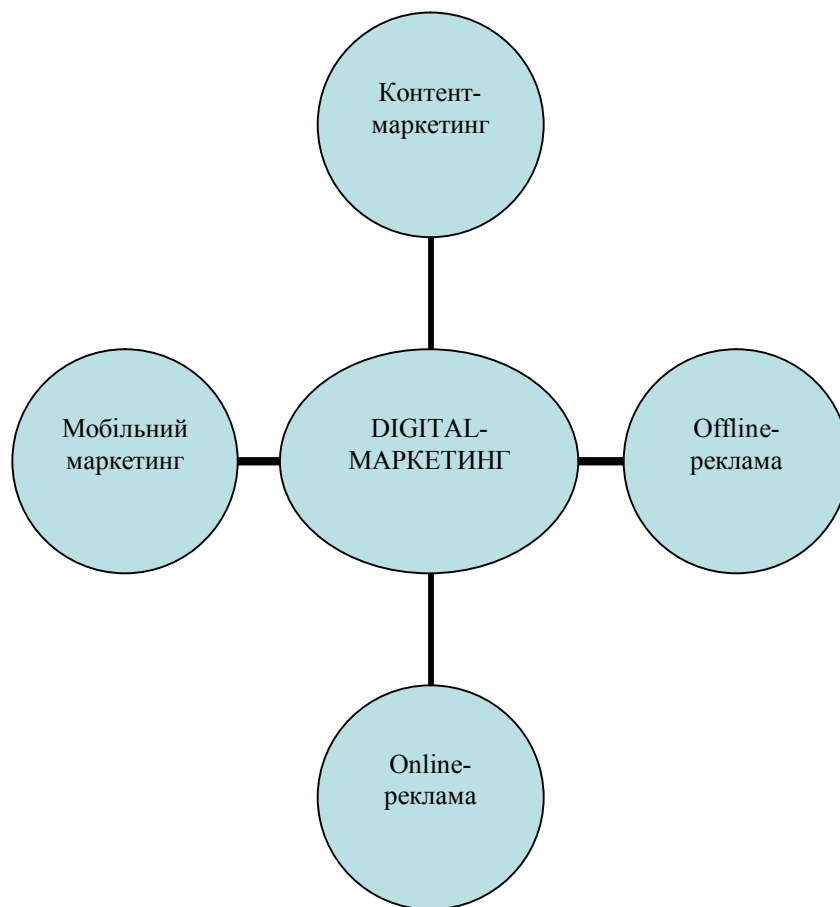 Контент-
маркетинг
Мобільний
маркетинг
DIGITAL-
МАРКЕТИНГ
Offline-
реклама
Online-
реклама